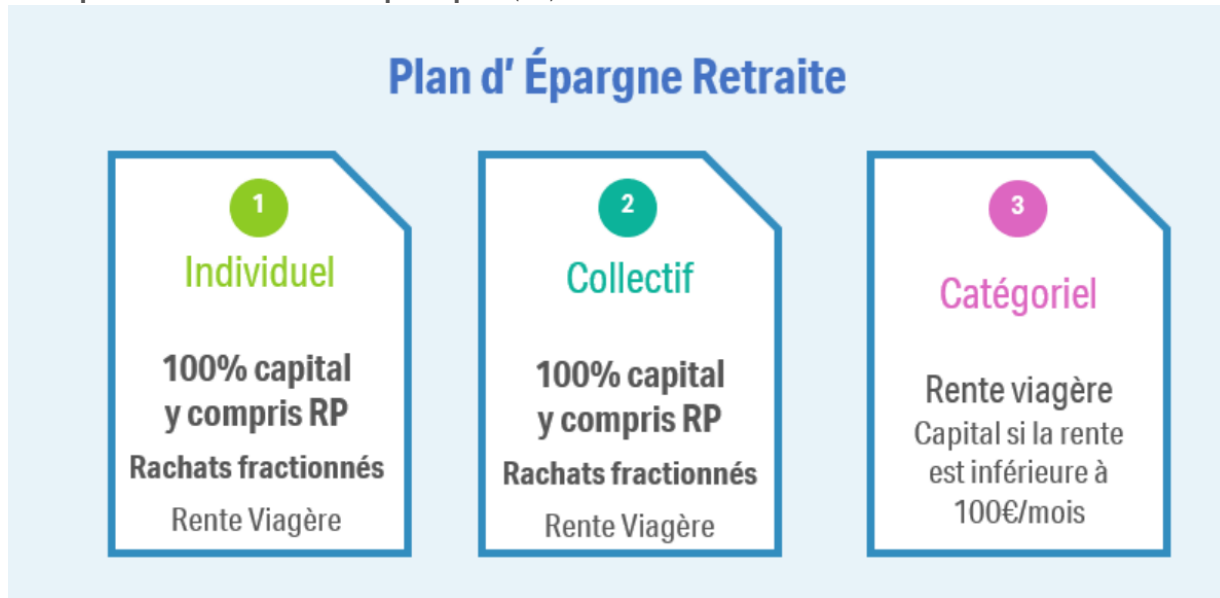 Plan d' Épargne Retraite
1
Individuel
100% capital
y compris RP
Rachats fractionnés
Rente Viagère
2
Collectif
100% capital
y compris RP
Rachats fractionnés
Rente Viagère
3
Catégoriel
Rente viagère
Capital si la rente
est inférieure à
100€/mois